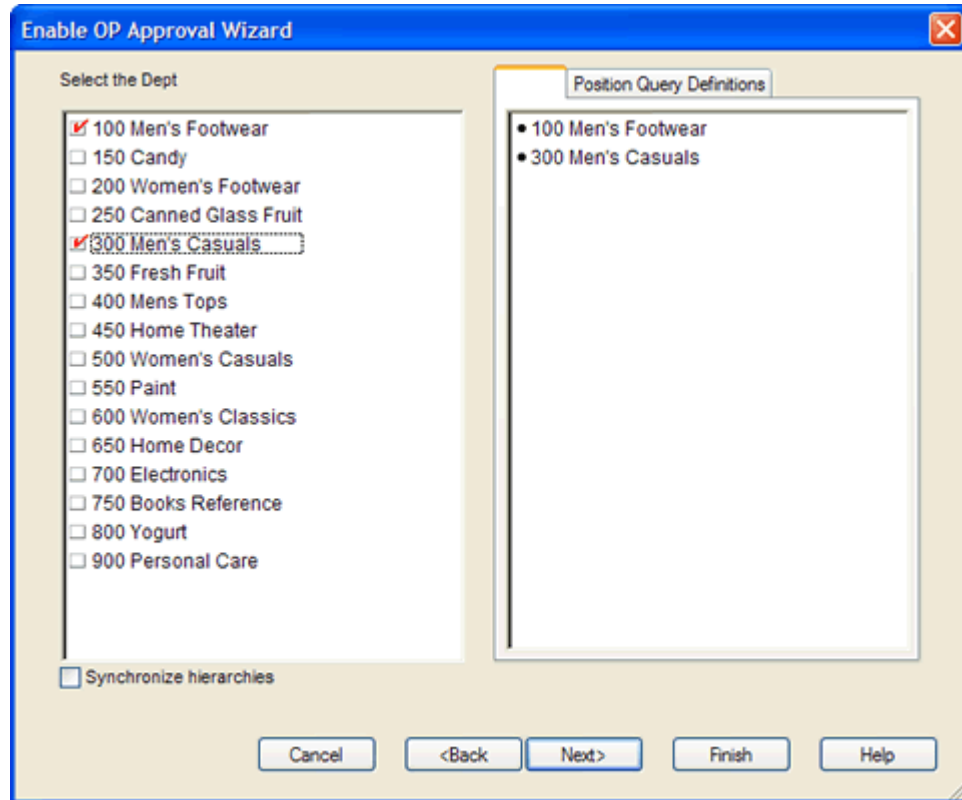 Enable OP Approval Wizard
Select the Dept
100 Men's Footwear
150 Candy
200 Women's Footwear
250 Canned Glass Fruit
300 Men's Casuals
350 Fresh Fruit
400 Mens Tops
450 Home Theater
500 Women's Casuals
550 Paint
600 Women's Classics
650 Home Decor
700 Electronics
750 Books Reference
800 Yogurt
900 Personal Care
Synchronize hierarchies
Position Query Definitions
• 100 Men's Footwear
• 300 Men's Casuals
Cancel
<Back
Next>
Finish
Help